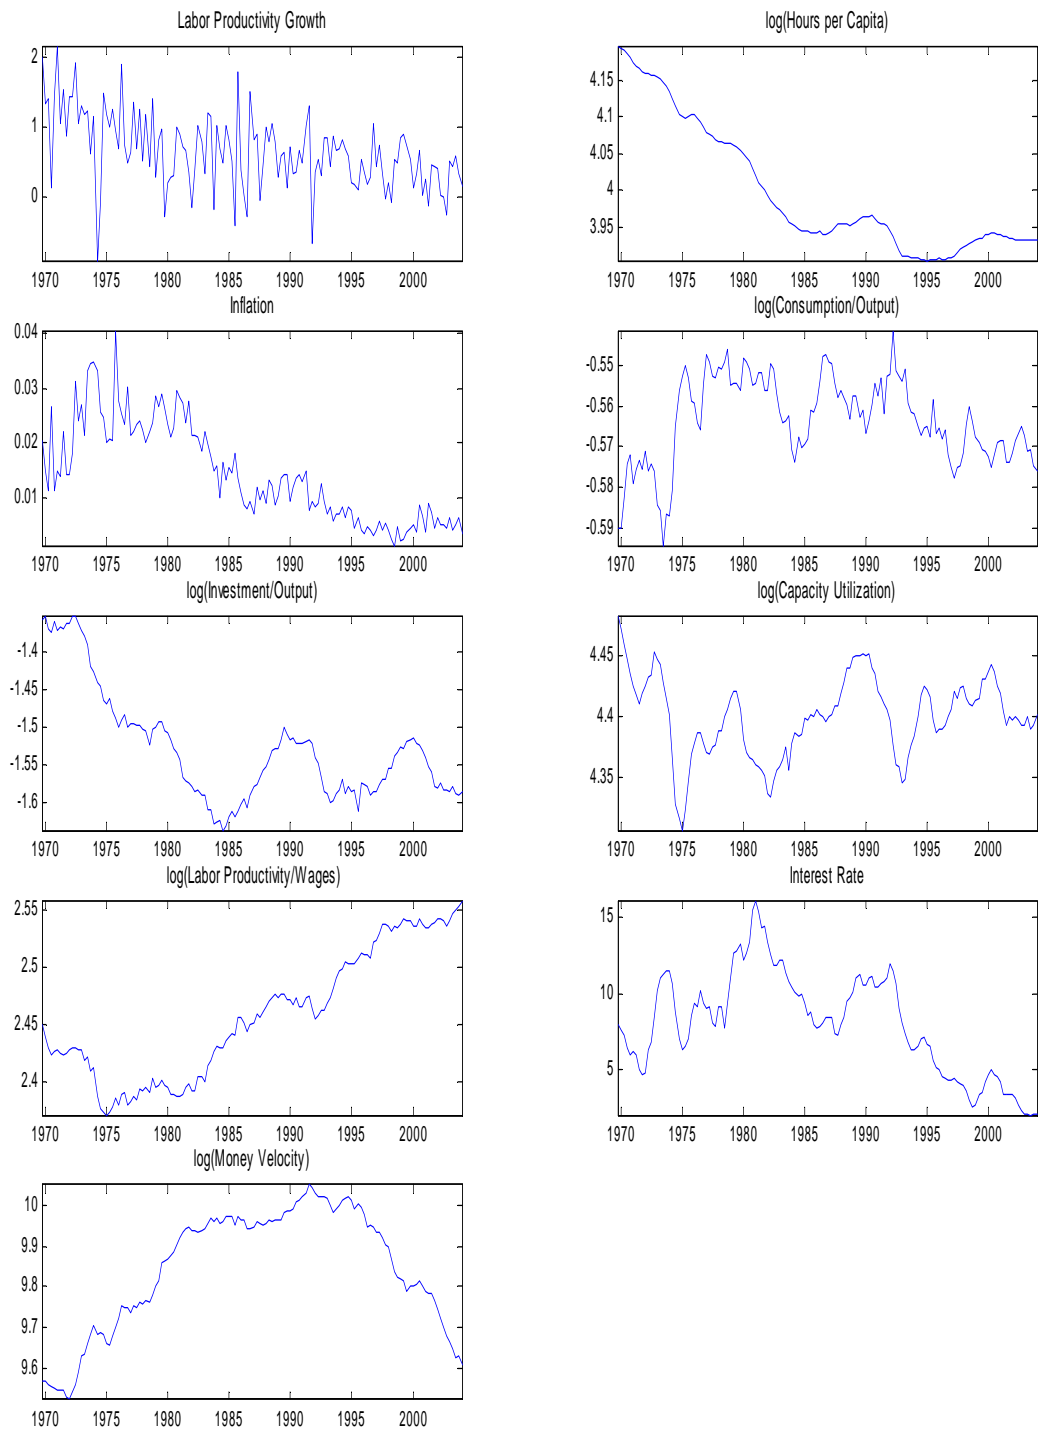 Labor Productivity Growth
2
1
0
1970 1975 1980 1985 1990 1995 2000
log(Hours per Capita)
4.15
4.1
4.05
4
3.95
1970 1975 1980 1985 1990 1995 2000
Inflation
0.04
0.03
0.02
0.01
1970 1975 1980 1985 1990 1995 2000
log(Consumption/Output)
-0.55
-0.56
-0.57
-0.58
-0.59
1970 1975 1980 1985 1990 1995 2000
log(Investment/Output)
-1.4
-1.45
-1.5
-1.55
-1.6
1970 1975 1980 1985 1990 1995 2000
log(Capacity Utilization)
4.45
4.4
4.35
1970 1975 1980 1985 1990 1995 2000
log(Labor Productivity/Wages)
2.55
2.5
2.45
2.4
1970 1975 1980 1985 1990 1995 2000
Interest Rate
15
10
5
1970 1975 1980 1985 1990 1995 2000
log(Money Velocity)
10
9.9
9.8
9.7
9.6
1970 1975 1980 1985 1990 1995 2000